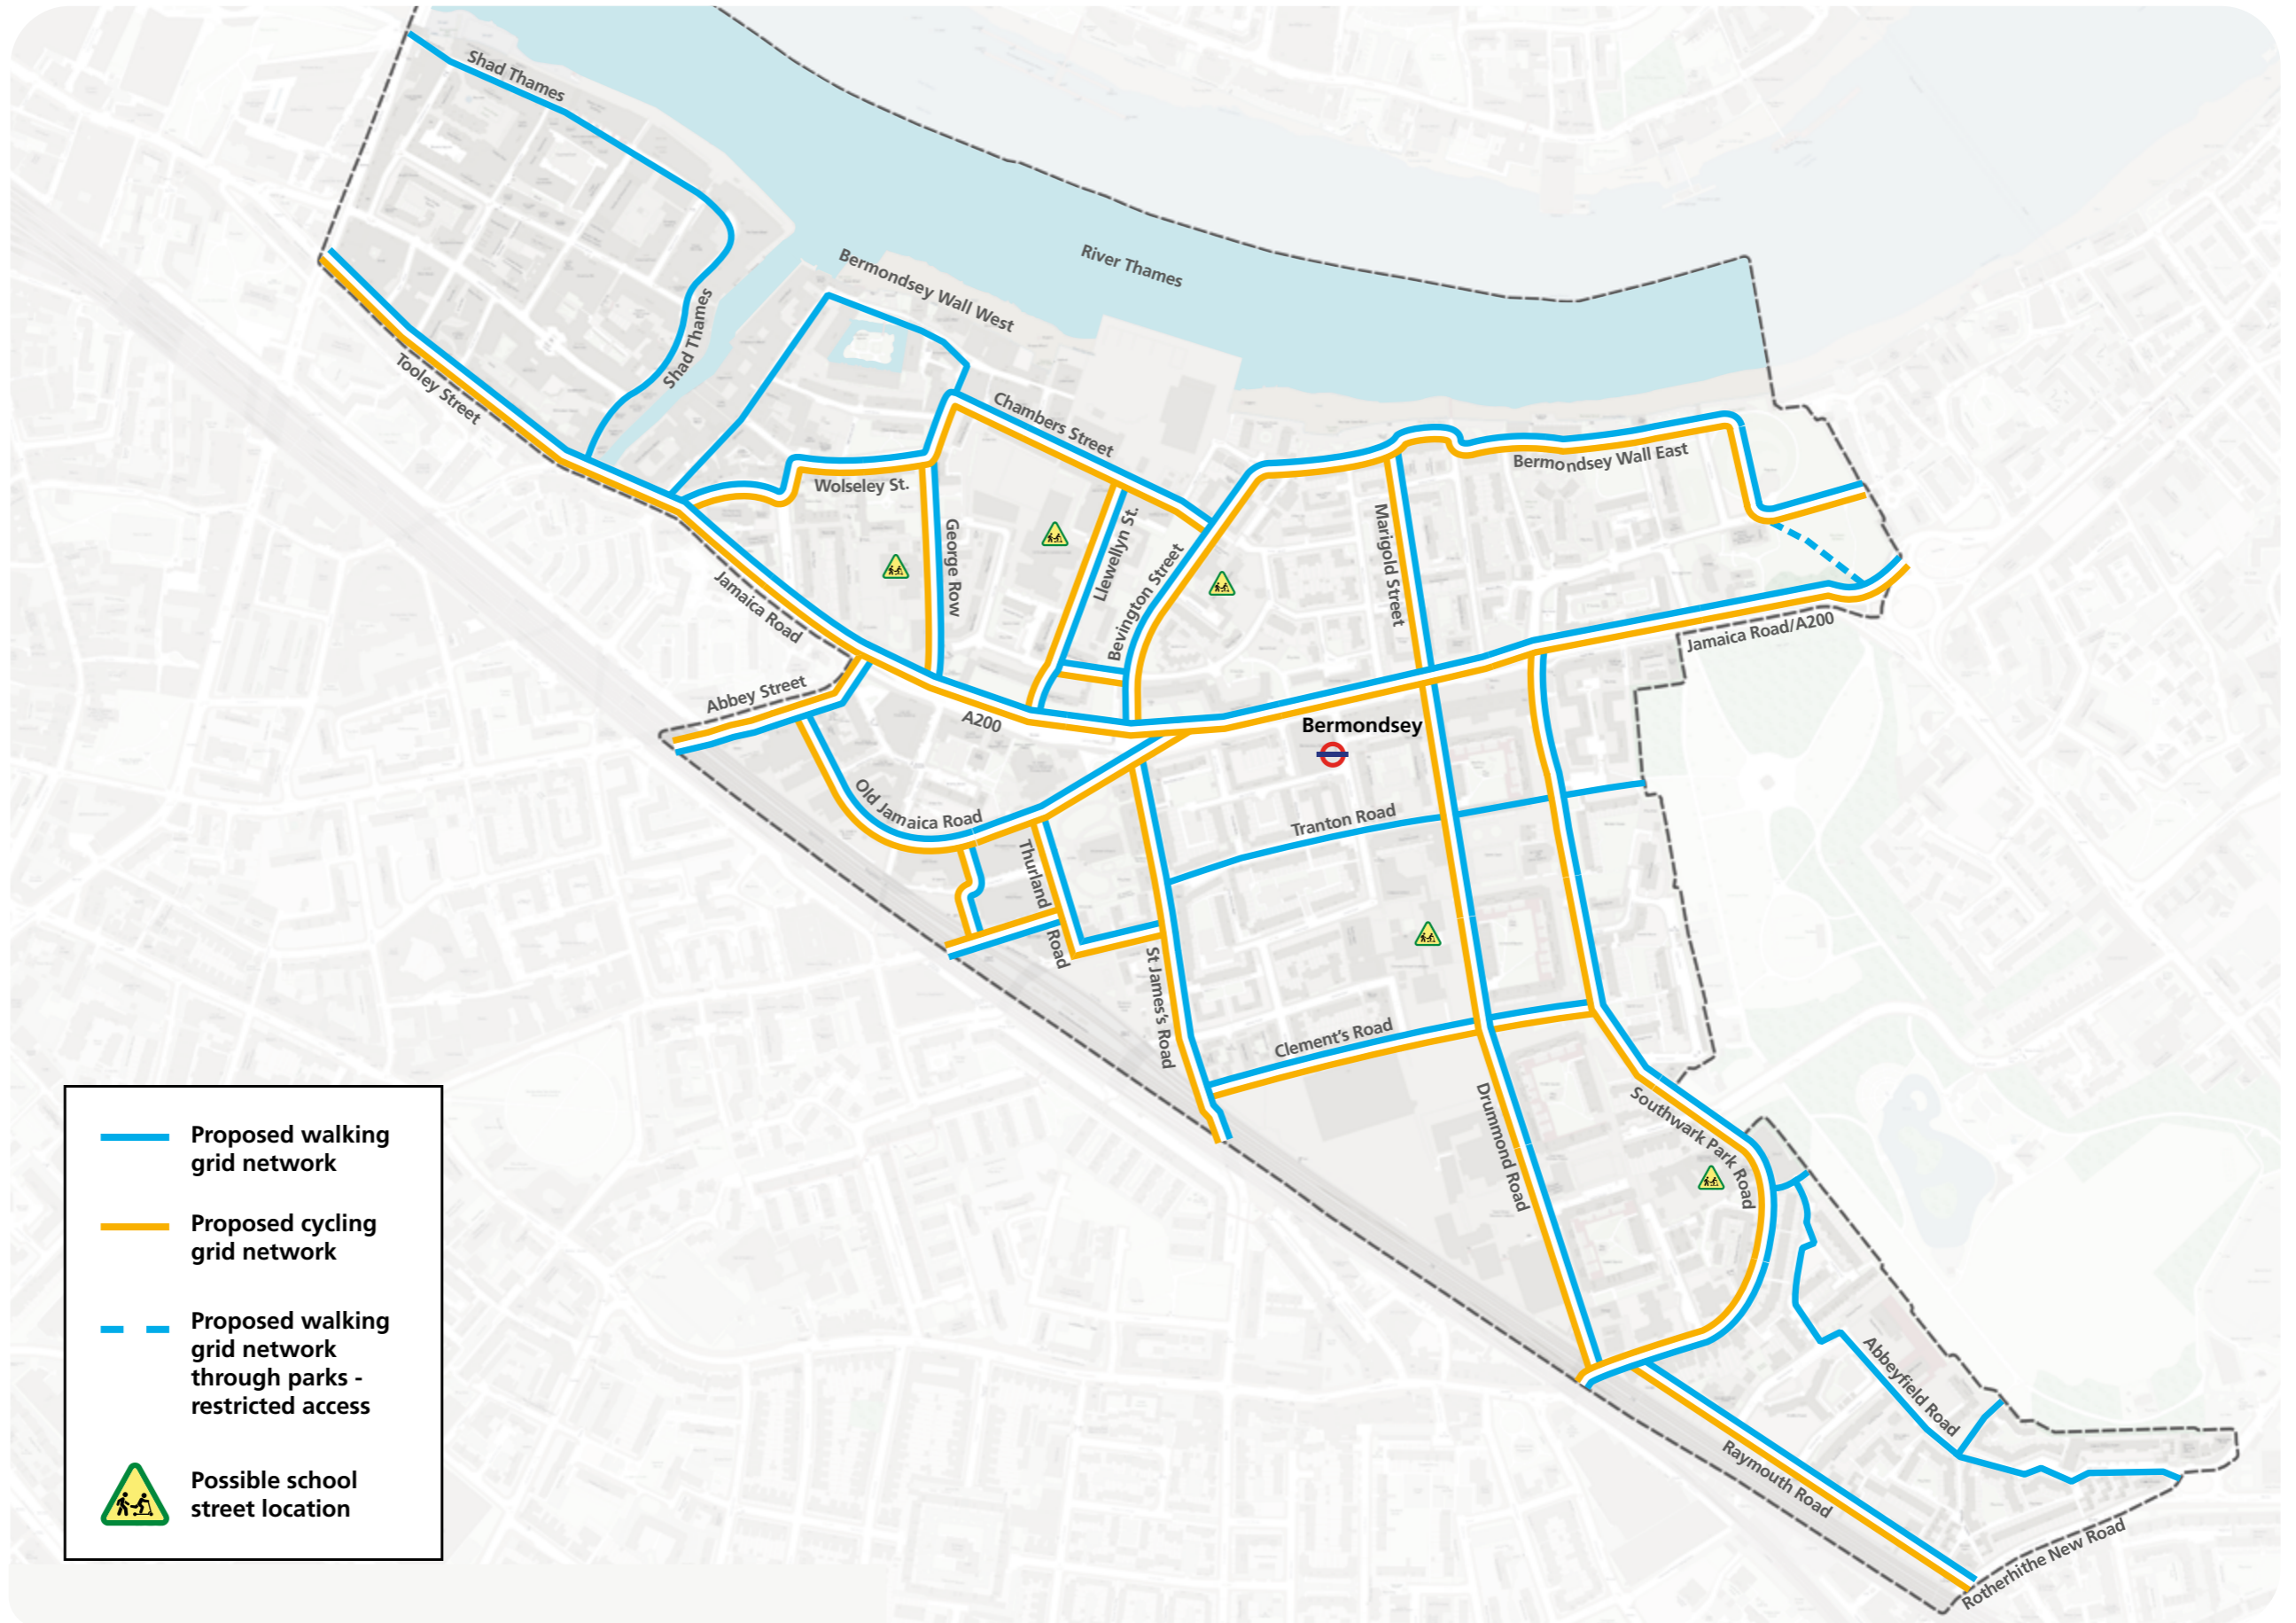 Shad Thames
River Thames
Bermondsey Wall West
Shad Thames
Tooley Street
Chambers Street
Bermondsey Wall East
Wolseley St.
George Row
Llewellyn St.
Bevington Street
Marigold Street
Jamaica Road
Jamaica Road/A200
Abbey Street
A200
Bermondsey
Old Jamaica Road
Tranton Road
Thurland Road
St James's Road
Clement's Road
Drummond Road
Southwark Park Road
Abbeyfield Road
Raymouth Road
Rotherhithe New Road
Proposed walking
grid network
Proposed cycling
grid network
Proposed walking
grid network
through parks -
restricted access
Possible school
street location